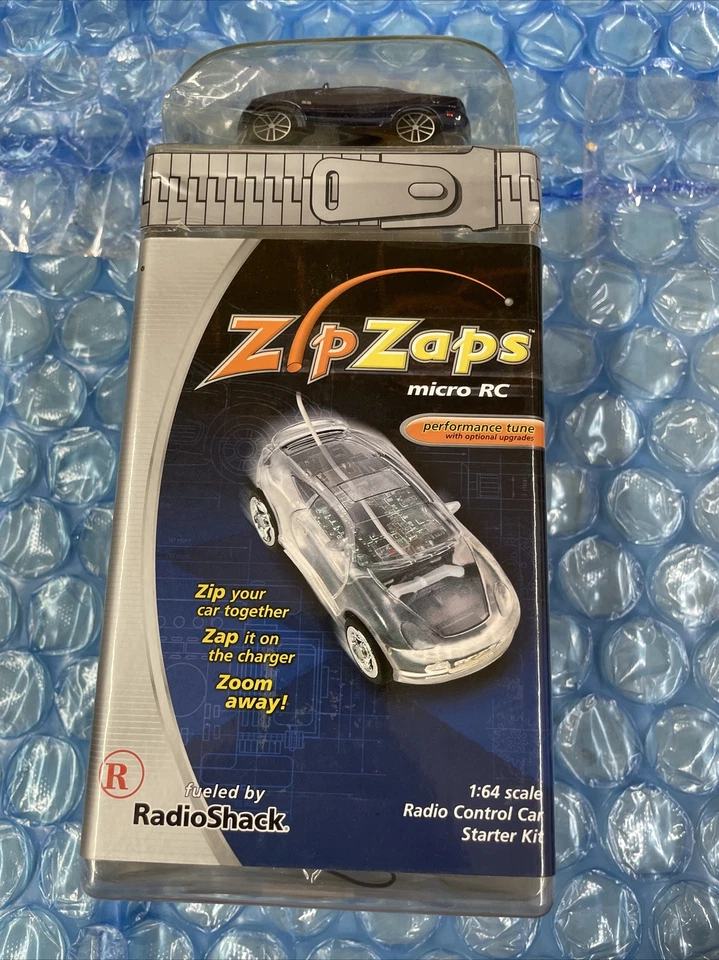 ZipZaps™
micro RC
performance tune
with optional upgrades
Zip your
car together
Zap it on
the charger
Zoom
away!
R
fueled by
RadioShack.
1:64 scale
Radio Control Car
Starter Kit